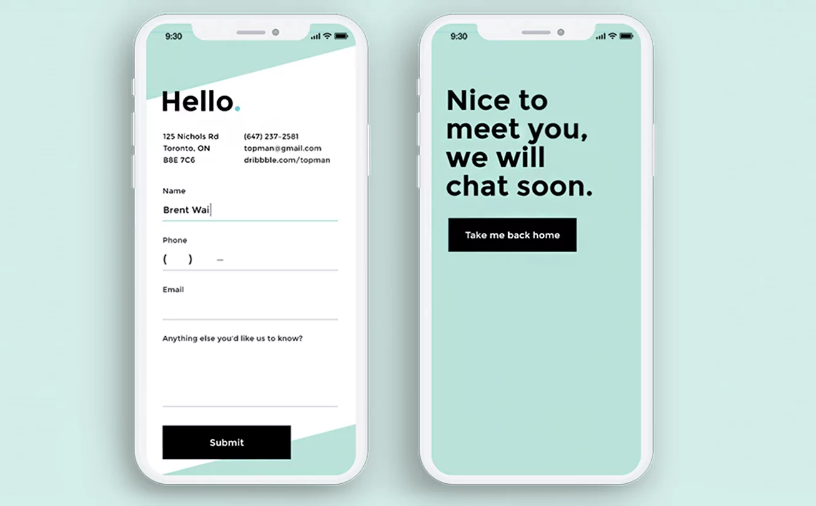 9:30
Hello.
125 Nichols Rd
Toronto, ON
B8E 7C6
(647) 237-2581
topman@gmail.com
dribbble.com/topman
Name
Brent Wai
Phone
( ) –
Email
Anything else you'd like us to know?
Submit
9:30
Nice to
meet you,
we will
chat soon.
Take me back home